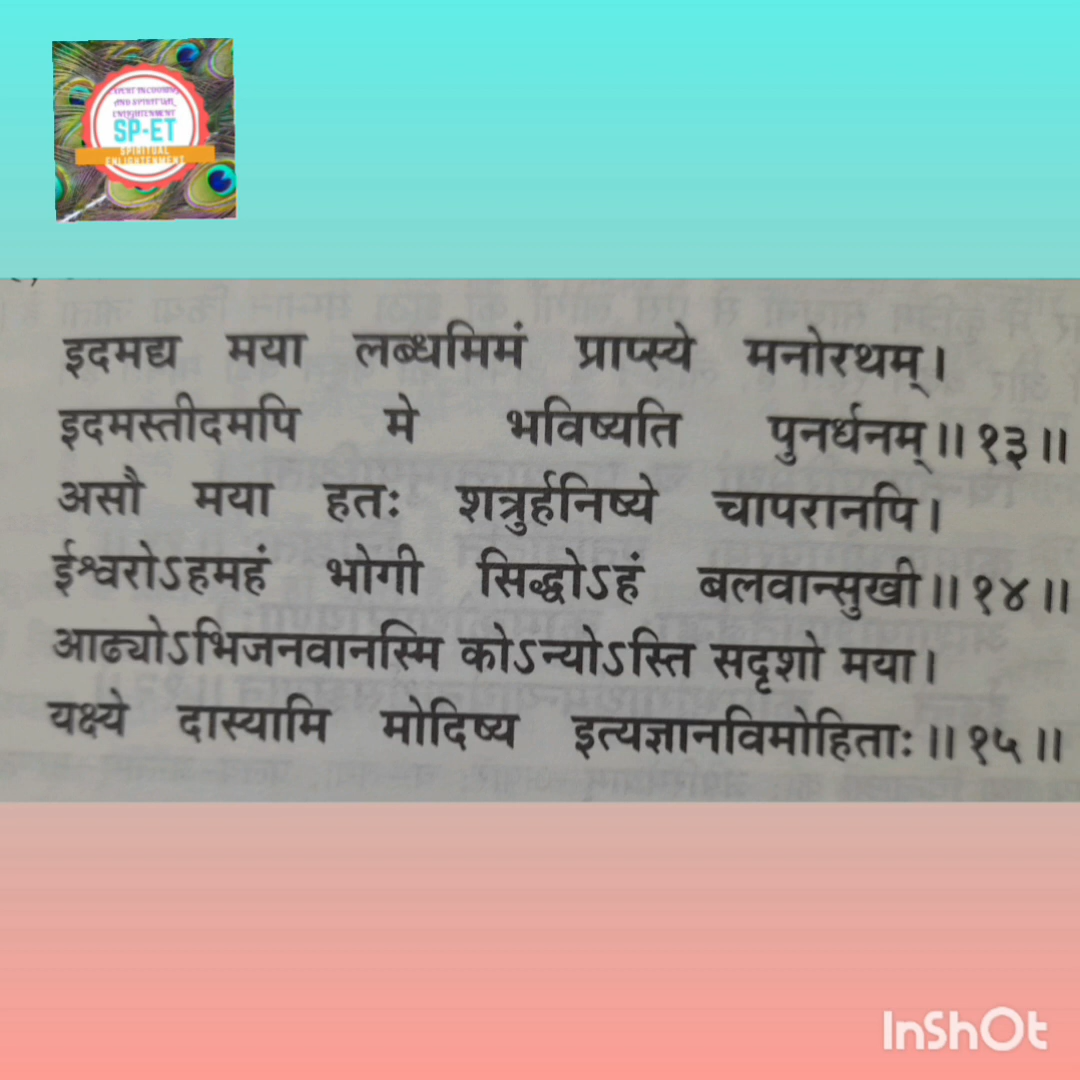 SP-ET
SPIRITUAL
ENLIGHTENMENT
इदमद्य मया लब्धमिमं प्राप्स्ये मनोरथम्।
इदमस्तीदमपि मे भविष्यति पुनर्धनम्॥१३॥
असौ मया हतः शत्रुर्हनिष्ये चापरानपि।
ईश्वरोऽहमहं भोगी सिद्धोऽहं बलवान्सुखी॥१४॥
आढ्योऽभिजनवानस्मि कोऽन्योऽस्ति सदृशो मया।
यक्ष्ये दास्यामि मोदिष्य इत्यज्ञानविमोहिताः॥१५॥
InShOt